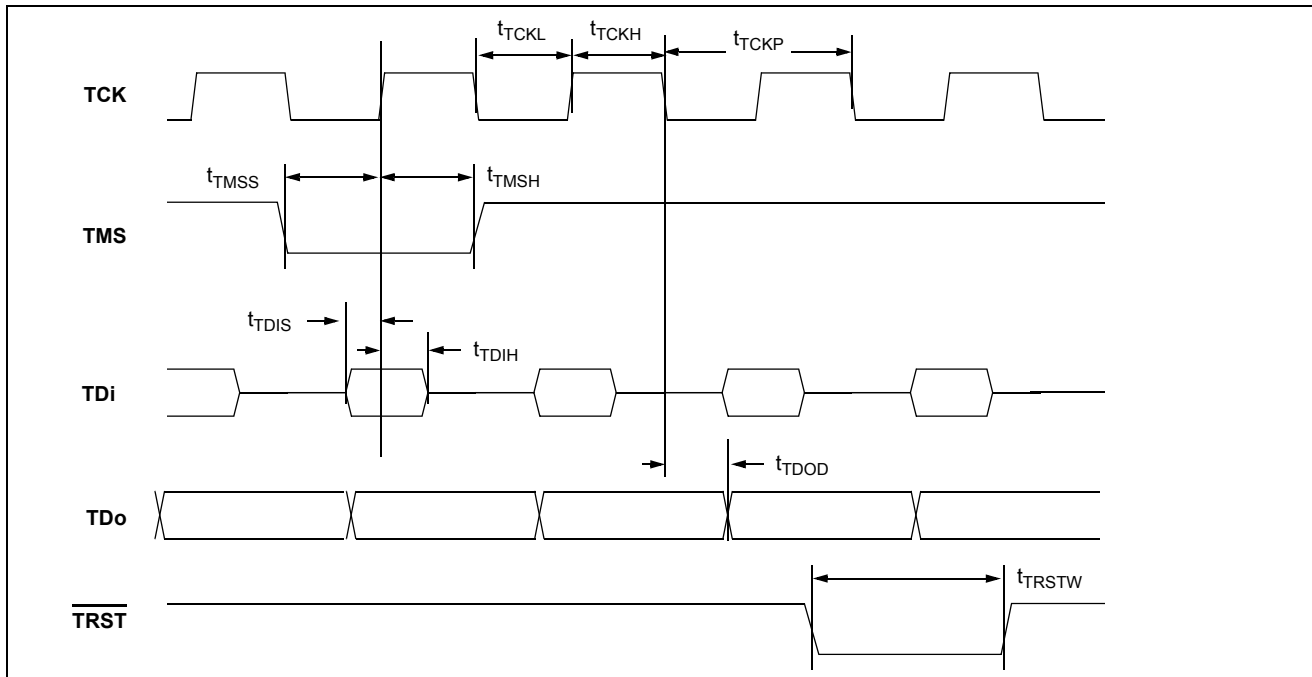 tTCKL tTCKH tTCKP
TCK
tTMSS tTMSH
TMS
tTDIS
tTDIH
TDi
tTDOD
TDo
tTRSTW
TRST